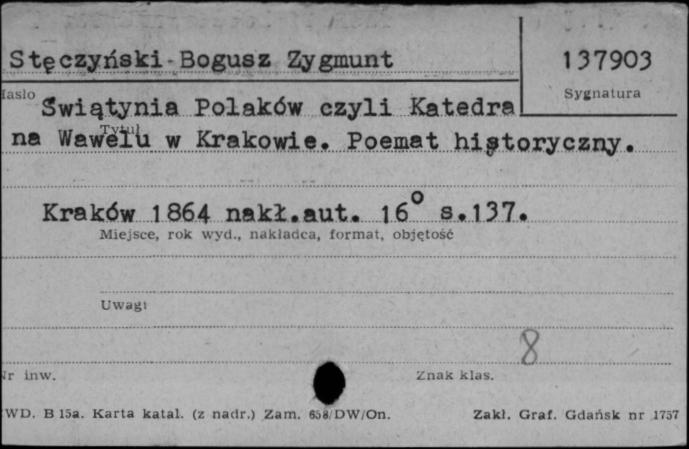 Stęczyński Bogusz Zygmunt
137903
Hasło
Sygnatura
Świątynia Polaków czyli Katedra
Tytuł
na Wawelu w Krakowie. Poemat historyczny.
Kraków 1864 nakł.aut. 16° s.137.
Miejsce, rok wyd., nakładca, format, objętość
Uwagi
8
Nr inw.
Znak klas.
WD. B 15a. Karta katal. (z nadr.) Zam. 658/DW/On.
Zakł. Graf. Gdańsk nr 1757